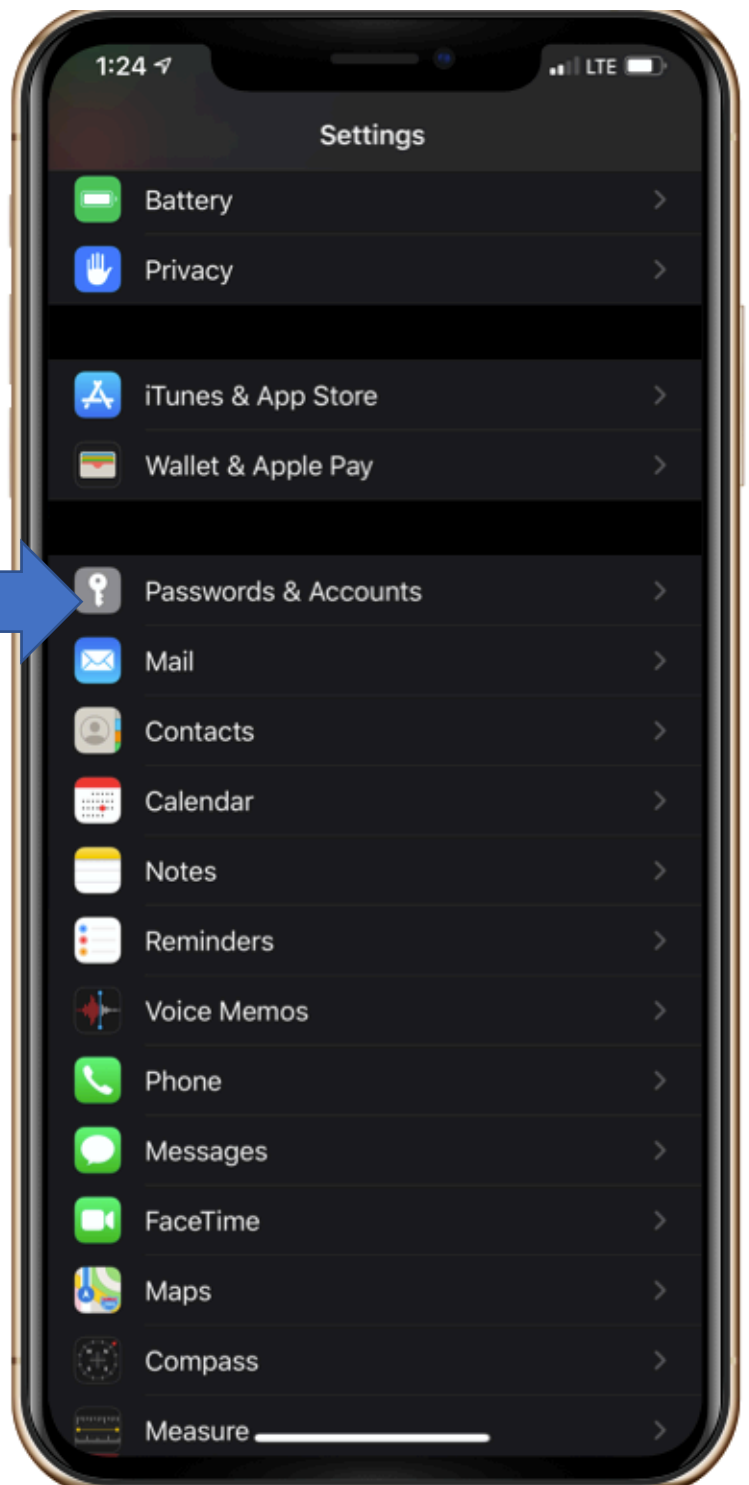 1:24 LTE
Settings
Battery
Privacy
iTunes & App Store
Wallet & Apple Pay
Passwords & Accounts
Mail
Contacts
Calendar
Notes
Reminders
Voice Memos
Phone
Messages
FaceTime
Maps
Compass
Measure